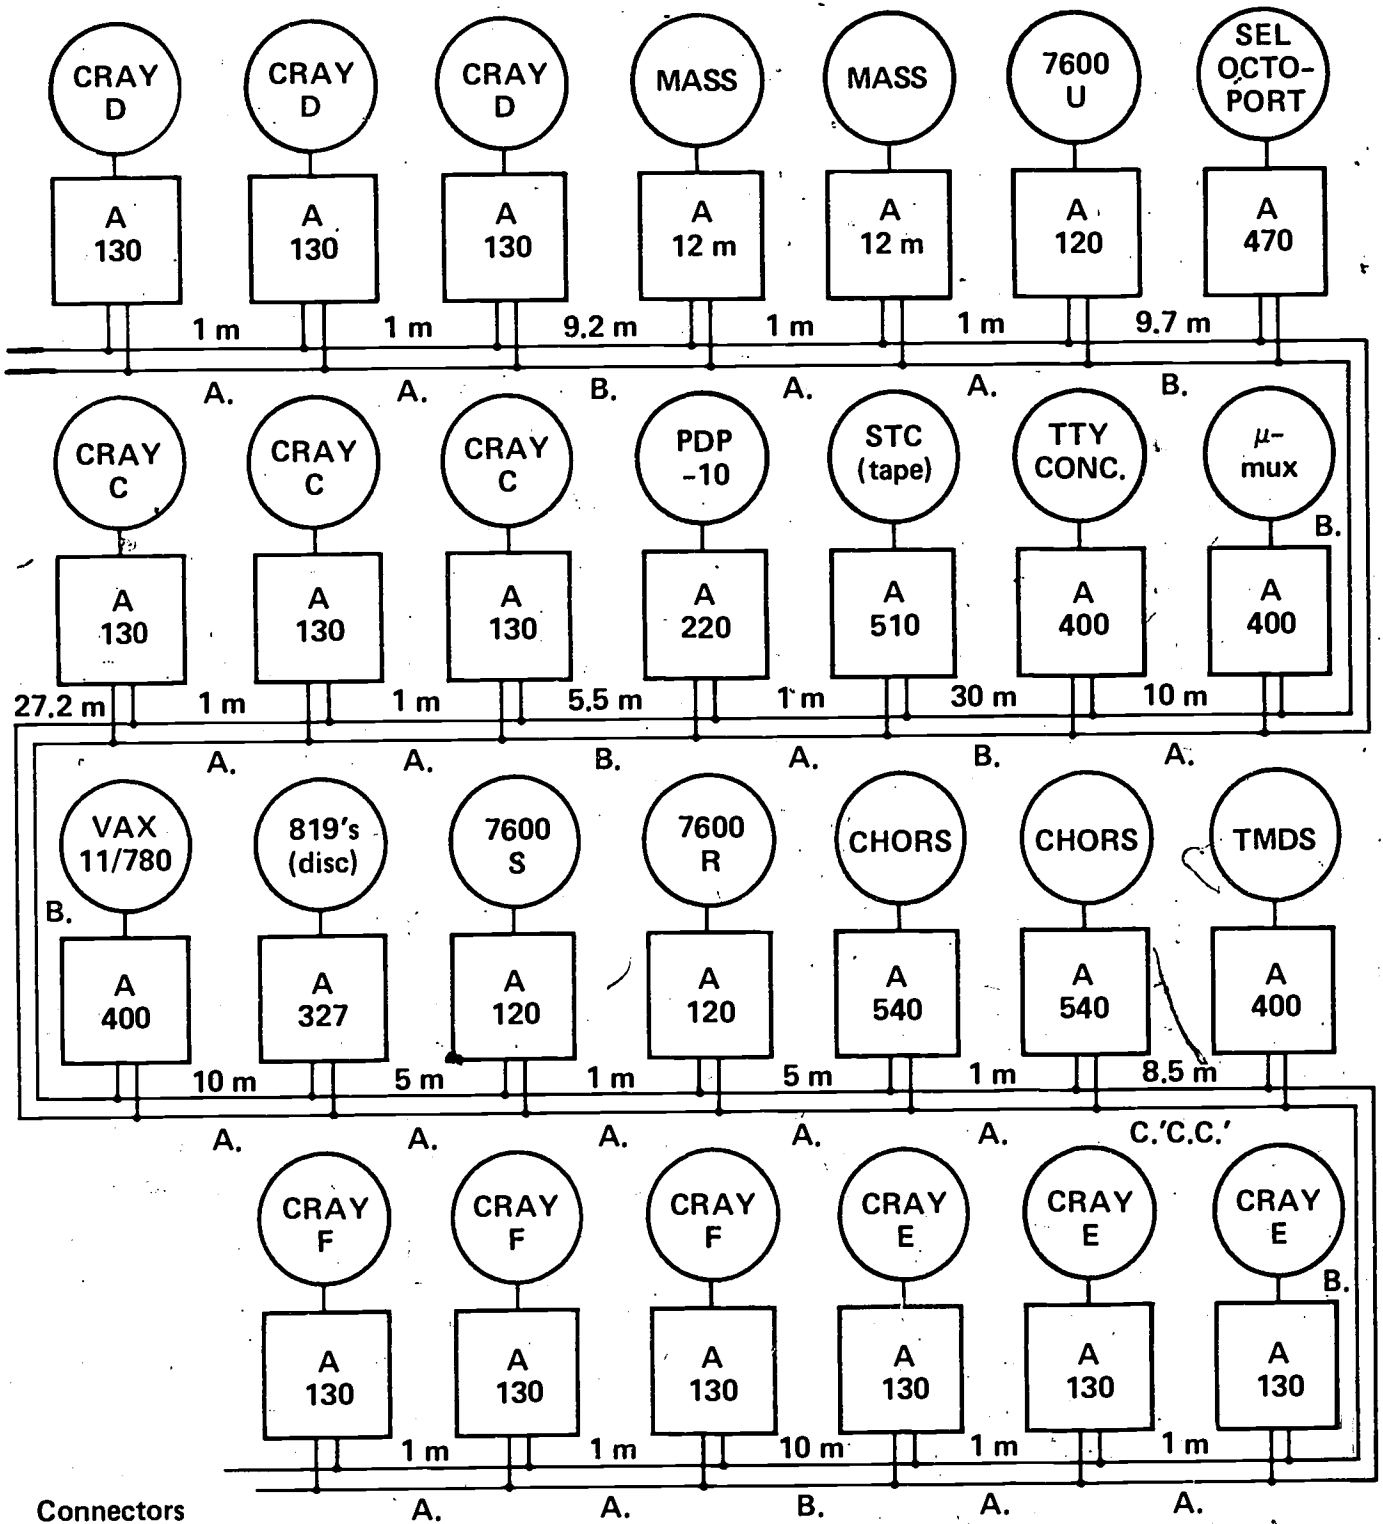 CRAY
D
CRAY
D
CRAY
D
MASS
MASS
7600
U
SEL
OCTO-
PORT
A
130
A
130
A
130
A
12 m
A
12 m
A
120
A
470
1 m
1 m
9.2 m
1 m
1 m
9.7 m
A.
A.
B.
A.
A.
B.
CRAY
C
CRAY
C
CRAY
C
PDP
-10
STC
(tape)
TTY
CONC.
μ-
mux
B.
A
130
A
130
A
130
A
220
A
510
A
400
A
400
27.2 m
1 m
1 m
5.5 m
1 m
30 m
10 m
A.
A.
B.
A.
B.
A.
VAX
11/780
819's
(disc)
7600
S
7600
R
CHORS
CHORS
TMDS
B.
A
400
A
327
A
120
A
120
A
540
A
540
A
400
10 m
5 m
1 m
5 m
1 m
8.5 m
A.
A.
A.
A.
A.
C.'C.C.'
CRAY
F
CRAY
F
CRAY
F
CRAY
E
CRAY
E
CRAY
E
B.
A
130
A
130
A
130
A
130
A
130
A
130
1 m
1 m
10 m
1 m
1 m
A.
A.
B.
A.
A.
Connectors